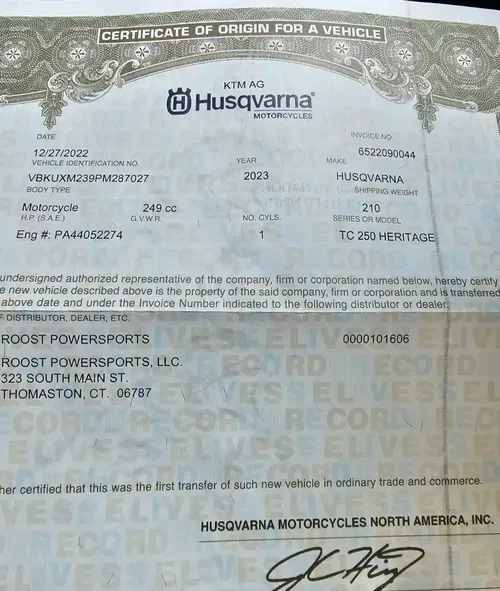 CERTIFICATE OF ORIGIN FOR A VEHICLE
KTM AG
Husqvarna
MOTORCYCLES
DATE
INVOICE NO.
12/27/2022
6522090044
VEHICLE IDENTIFICATION NO.
YEAR
MAKE
VBKUXM239PM287027
2023
HUSQVARNA
BODY TYPE
SHIPPING WEIGHT
Motorcycle
249 cc
210
H.P. (S.A.E.)
G.V.W.R.
NO. CYLS.
SERIES OR MODEL
Eng #: PA44052274
1
TC 250 HERITAGE
undersigned authorized representative of the company, firm or corporation named below, hereby certify
e new vehicle described above is the property of the said company, firm or corporation and is transferred
above date and under the Invoice Number indicated to the following distributor or dealer.
F DISTRIBUTOR, DEALER, ETC.
ROOST POWERSPORTS
0000101606
ROOST POWERSPORTS, LLC.
323 SOUTH MAIN ST.
THOMASTON, CT. 06787
her certified that this was the first transfer of such new vehicle in ordinary trade and commerce.
HUSQVARNA MOTORCYCLES NORTH AMERICA, INC.